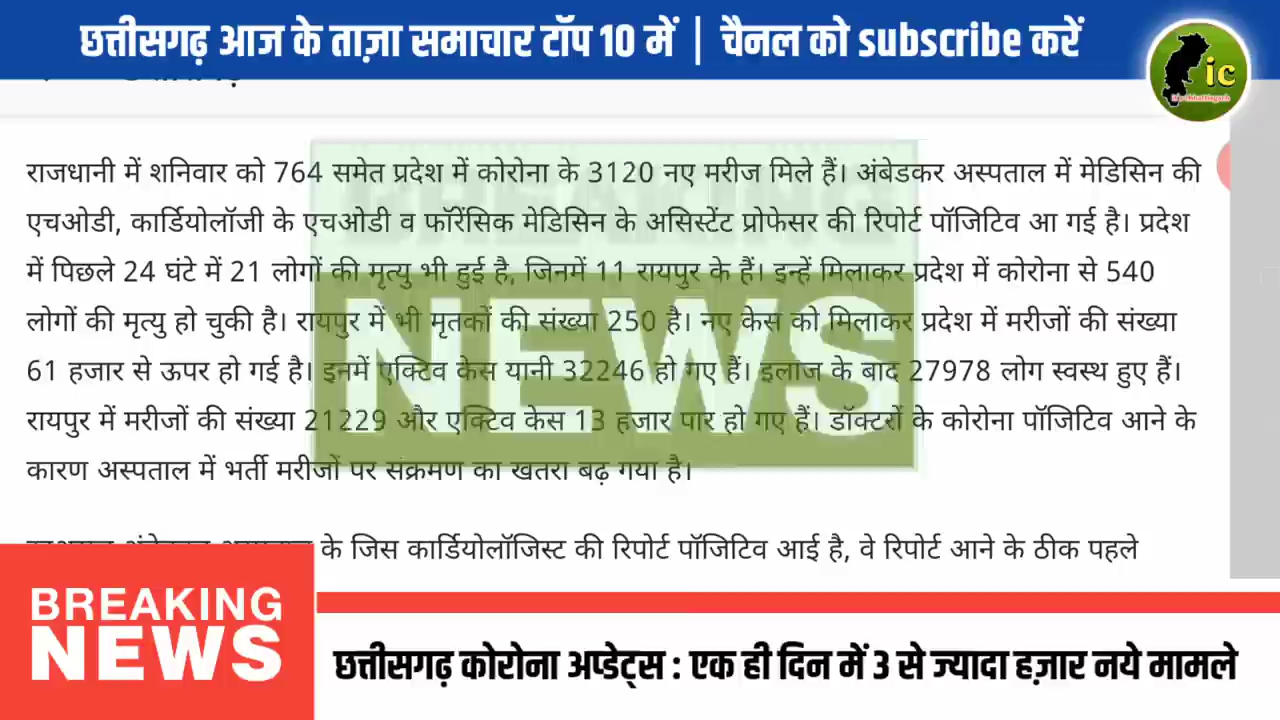 छत्तीसगढ़ आज के ताज़ा समाचार टॉप 10 में | चैनल को subscribe करें
ic
राजधानी में शनिवार को 764 समेत प्रदेश में कोरोना के 3120 नए मरीज मिले हैं। अंबेडकर अस्पताल में मेडिसिन की
एचओडी, कार्डियोलॉजी के एचओडी व फॉरेंसिक मेडिसिन के असिस्टेंट प्रोफेसर की रिपोर्ट पॉजिटिव आ गई है। प्रदेश
में पिछले 24 घंटे में 21 लोगों की मृत्यु भी हुई है, जिनमें 11 रायपुर के हैं। इन्हें मिलाकर प्रदेश में कोरोना से 540
लोगों की मृत्यु हो चुकी है। रायपुर में भी मृतकों की संख्या 250 है। नए केस को मिलाकर प्रदेश में मरीजों की संख्या
61 हजार से ऊपर हो गई है। इनमें एक्टिव केस यानी 32246 हो गए हैं। इलाज के बाद 27978 लोग स्वस्थ हुए हैं।
रायपुर में मरीजों की संख्या 21229 और एक्टिव केस 13 हजार पार हो गए हैं। डॉक्टरों के कोरोना पॉजिटिव आने के
कारण अस्पताल में भर्ती मरीजों पर संक्रमण का खतरा बढ़ गया है।
NEWS
के जिस कार्डियोलॉजिस्ट की रिपोर्ट पॉजिटिव आई है, वे रिपोर्ट आने के ठीक पहले
BREAKING
NEWS
छत्तीसगढ़ कोरोना अप्डेट्स : एक ही दिन में 3 से ज्यादा हज़ार नये मामले